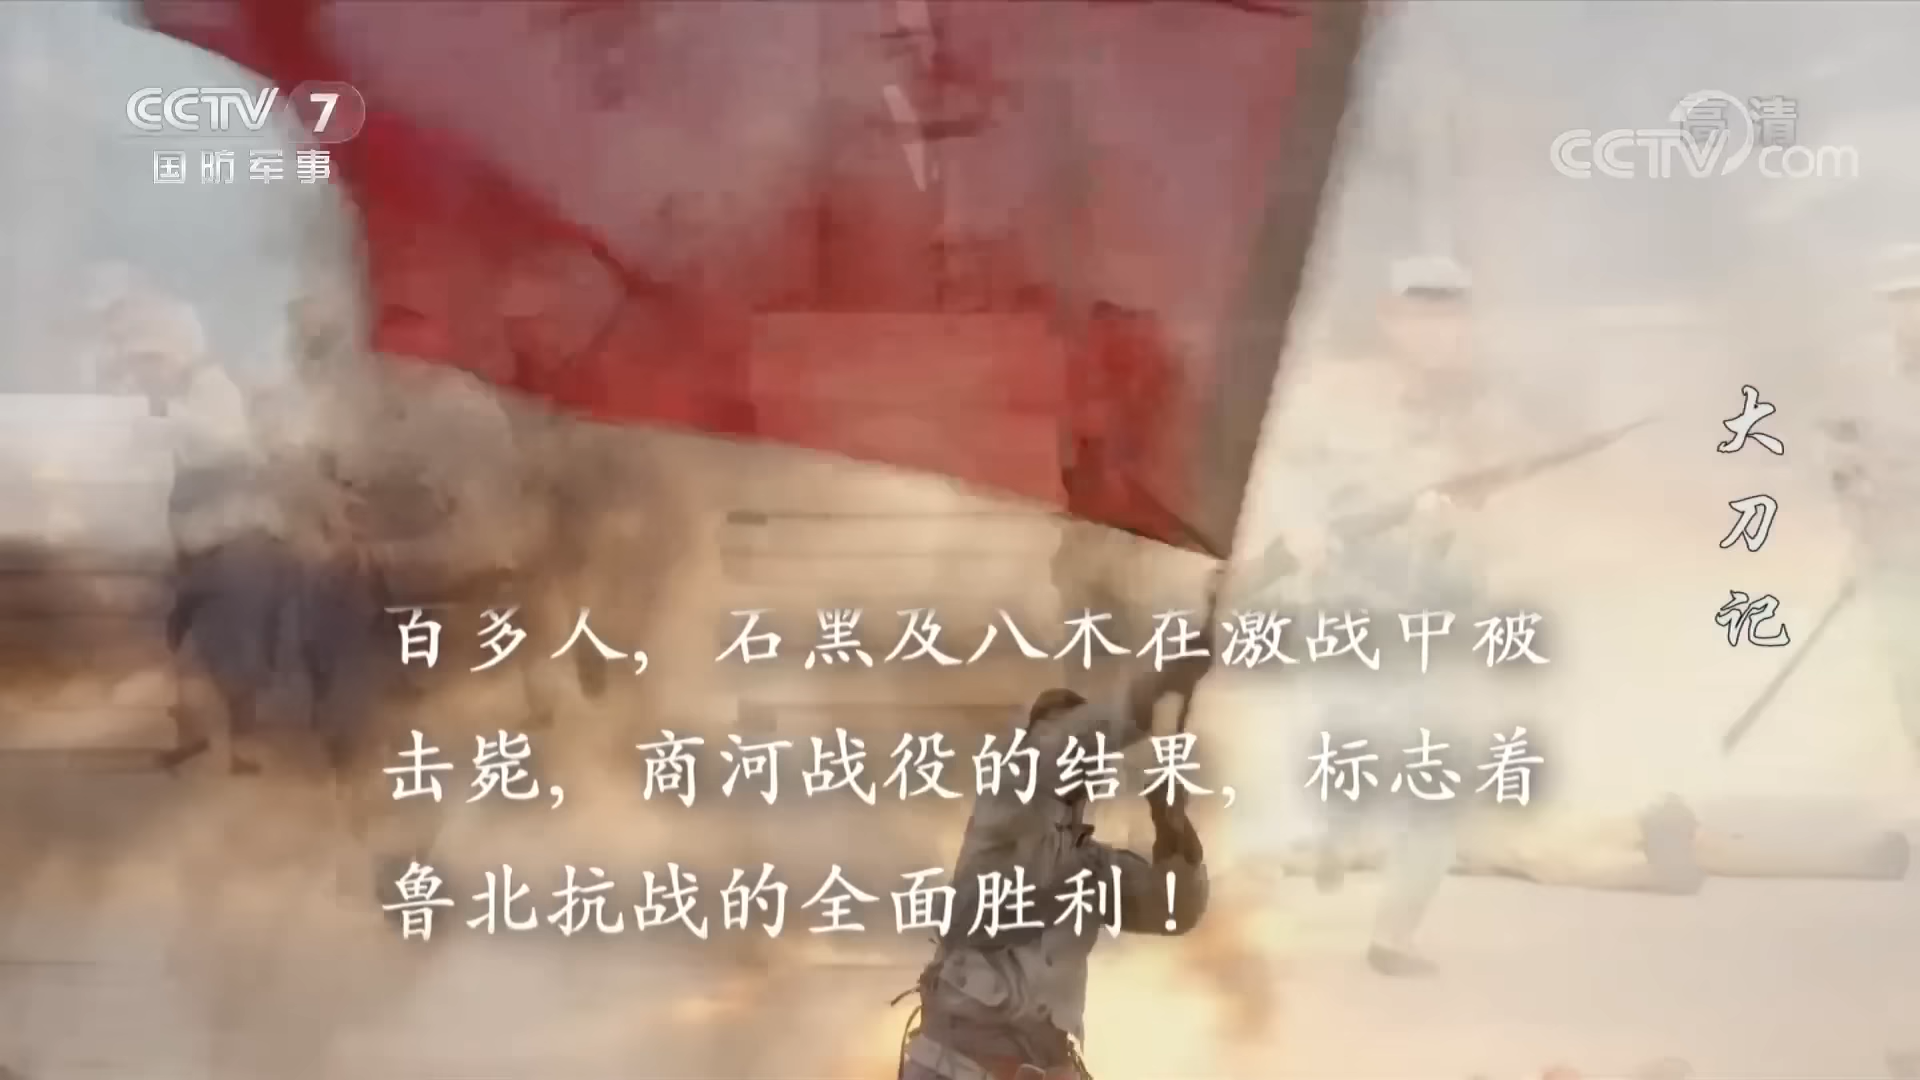 CCTV 7
国防军事
高清
CCTV.com
大刀记
百多人，石黑及八木在激战中被
击毙，商河战役的结果，标志着
鲁北抗战的全面胜利！